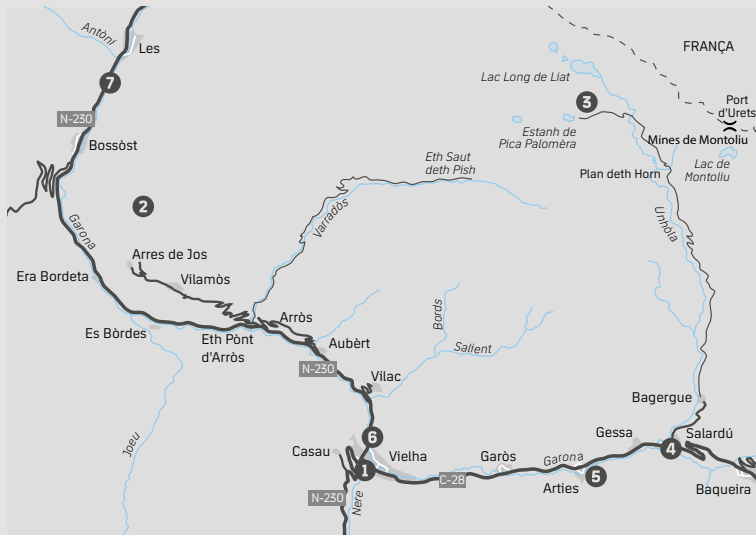 Antòni
Les
7
N-230
Bossòst
FRANÇA
Lac Long de Liat
3
Port
d'Urets
Estanh de
Pica Palomèra
Mines de Montoliu
Lac de
Montoliu
Plan deth Horn
Eth Saut
deth Pish
Varradòs
Unhòla
2
Garona
Arres de Jos
Vilamòs
Era Bordeta
Es Bòrdes
Eth Pònt
d'Arròs
Arròs
Aubèrt
Bords
Salient
N-230
Vilac
Joeu
Bagergue
Casau
6
Vielha
1
Garòs
Garona
Gessa
4
Salardú
C-28
Arties
5
Baqueira
N-230
Nere